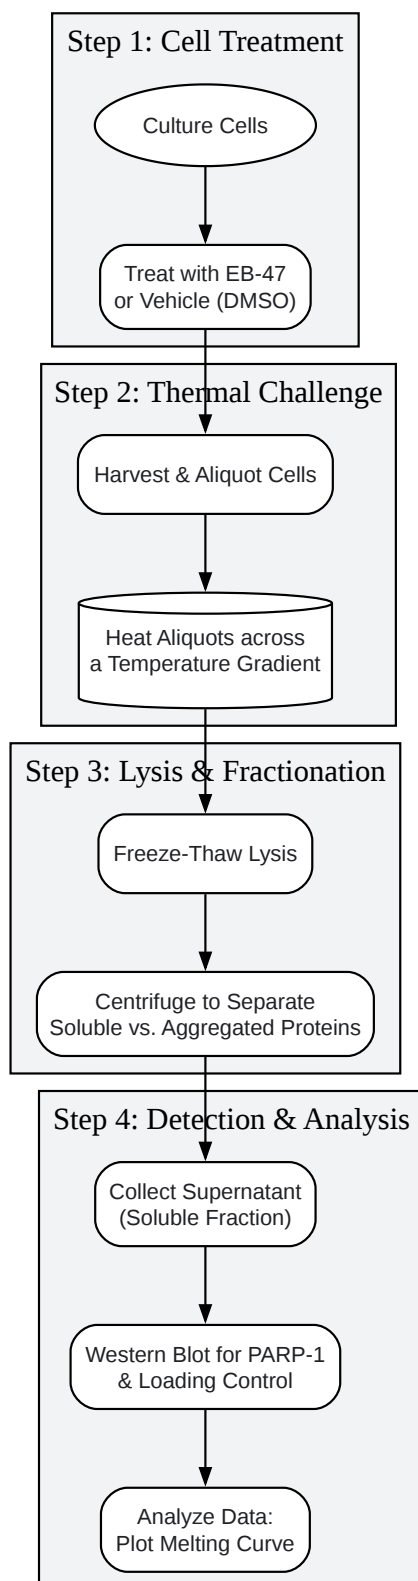 Step 1: Cell Treatment
Culture Cells
Treat with EB-47
or Vehicle (DMSO)
Step 2: Thermal Challenge
Harvest & Aliquot Cells
Heat Aliquots across
a Temperature Gradient
Step 3: Lysis & Fractionation
Freeze-Thaw Lysis
Centrifuge to Separate
Soluble vs. Aggregated Proteins
Step 4: Detection & Analysis
Collect Supernatant
(Soluble Fraction)
Western Blot for PARP-1
& Loading Control
Analyze Data:
Plot Melting Curve